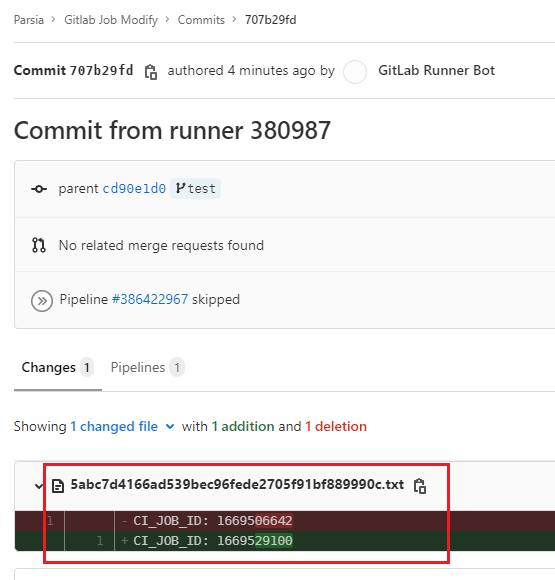 Parsia > Gitlab Job Modify > Commits > 707b29fd
Commit 707b29fd authored 4 minutes ago by GitLab Runner Bot
Commit from runner 380987
parent cd90e1d0 test
No related merge requests found
Pipeline #386422967 skipped
Changes 1 Pipelines 1
Showing 1 changed file with 1 addition and 1 deletion
5abc7d4166ad539bec96fede2705f91bf889990c.txt
1 - CI_JOB_ID: 1669506642
1 + CI_JOB_ID: 1669529100